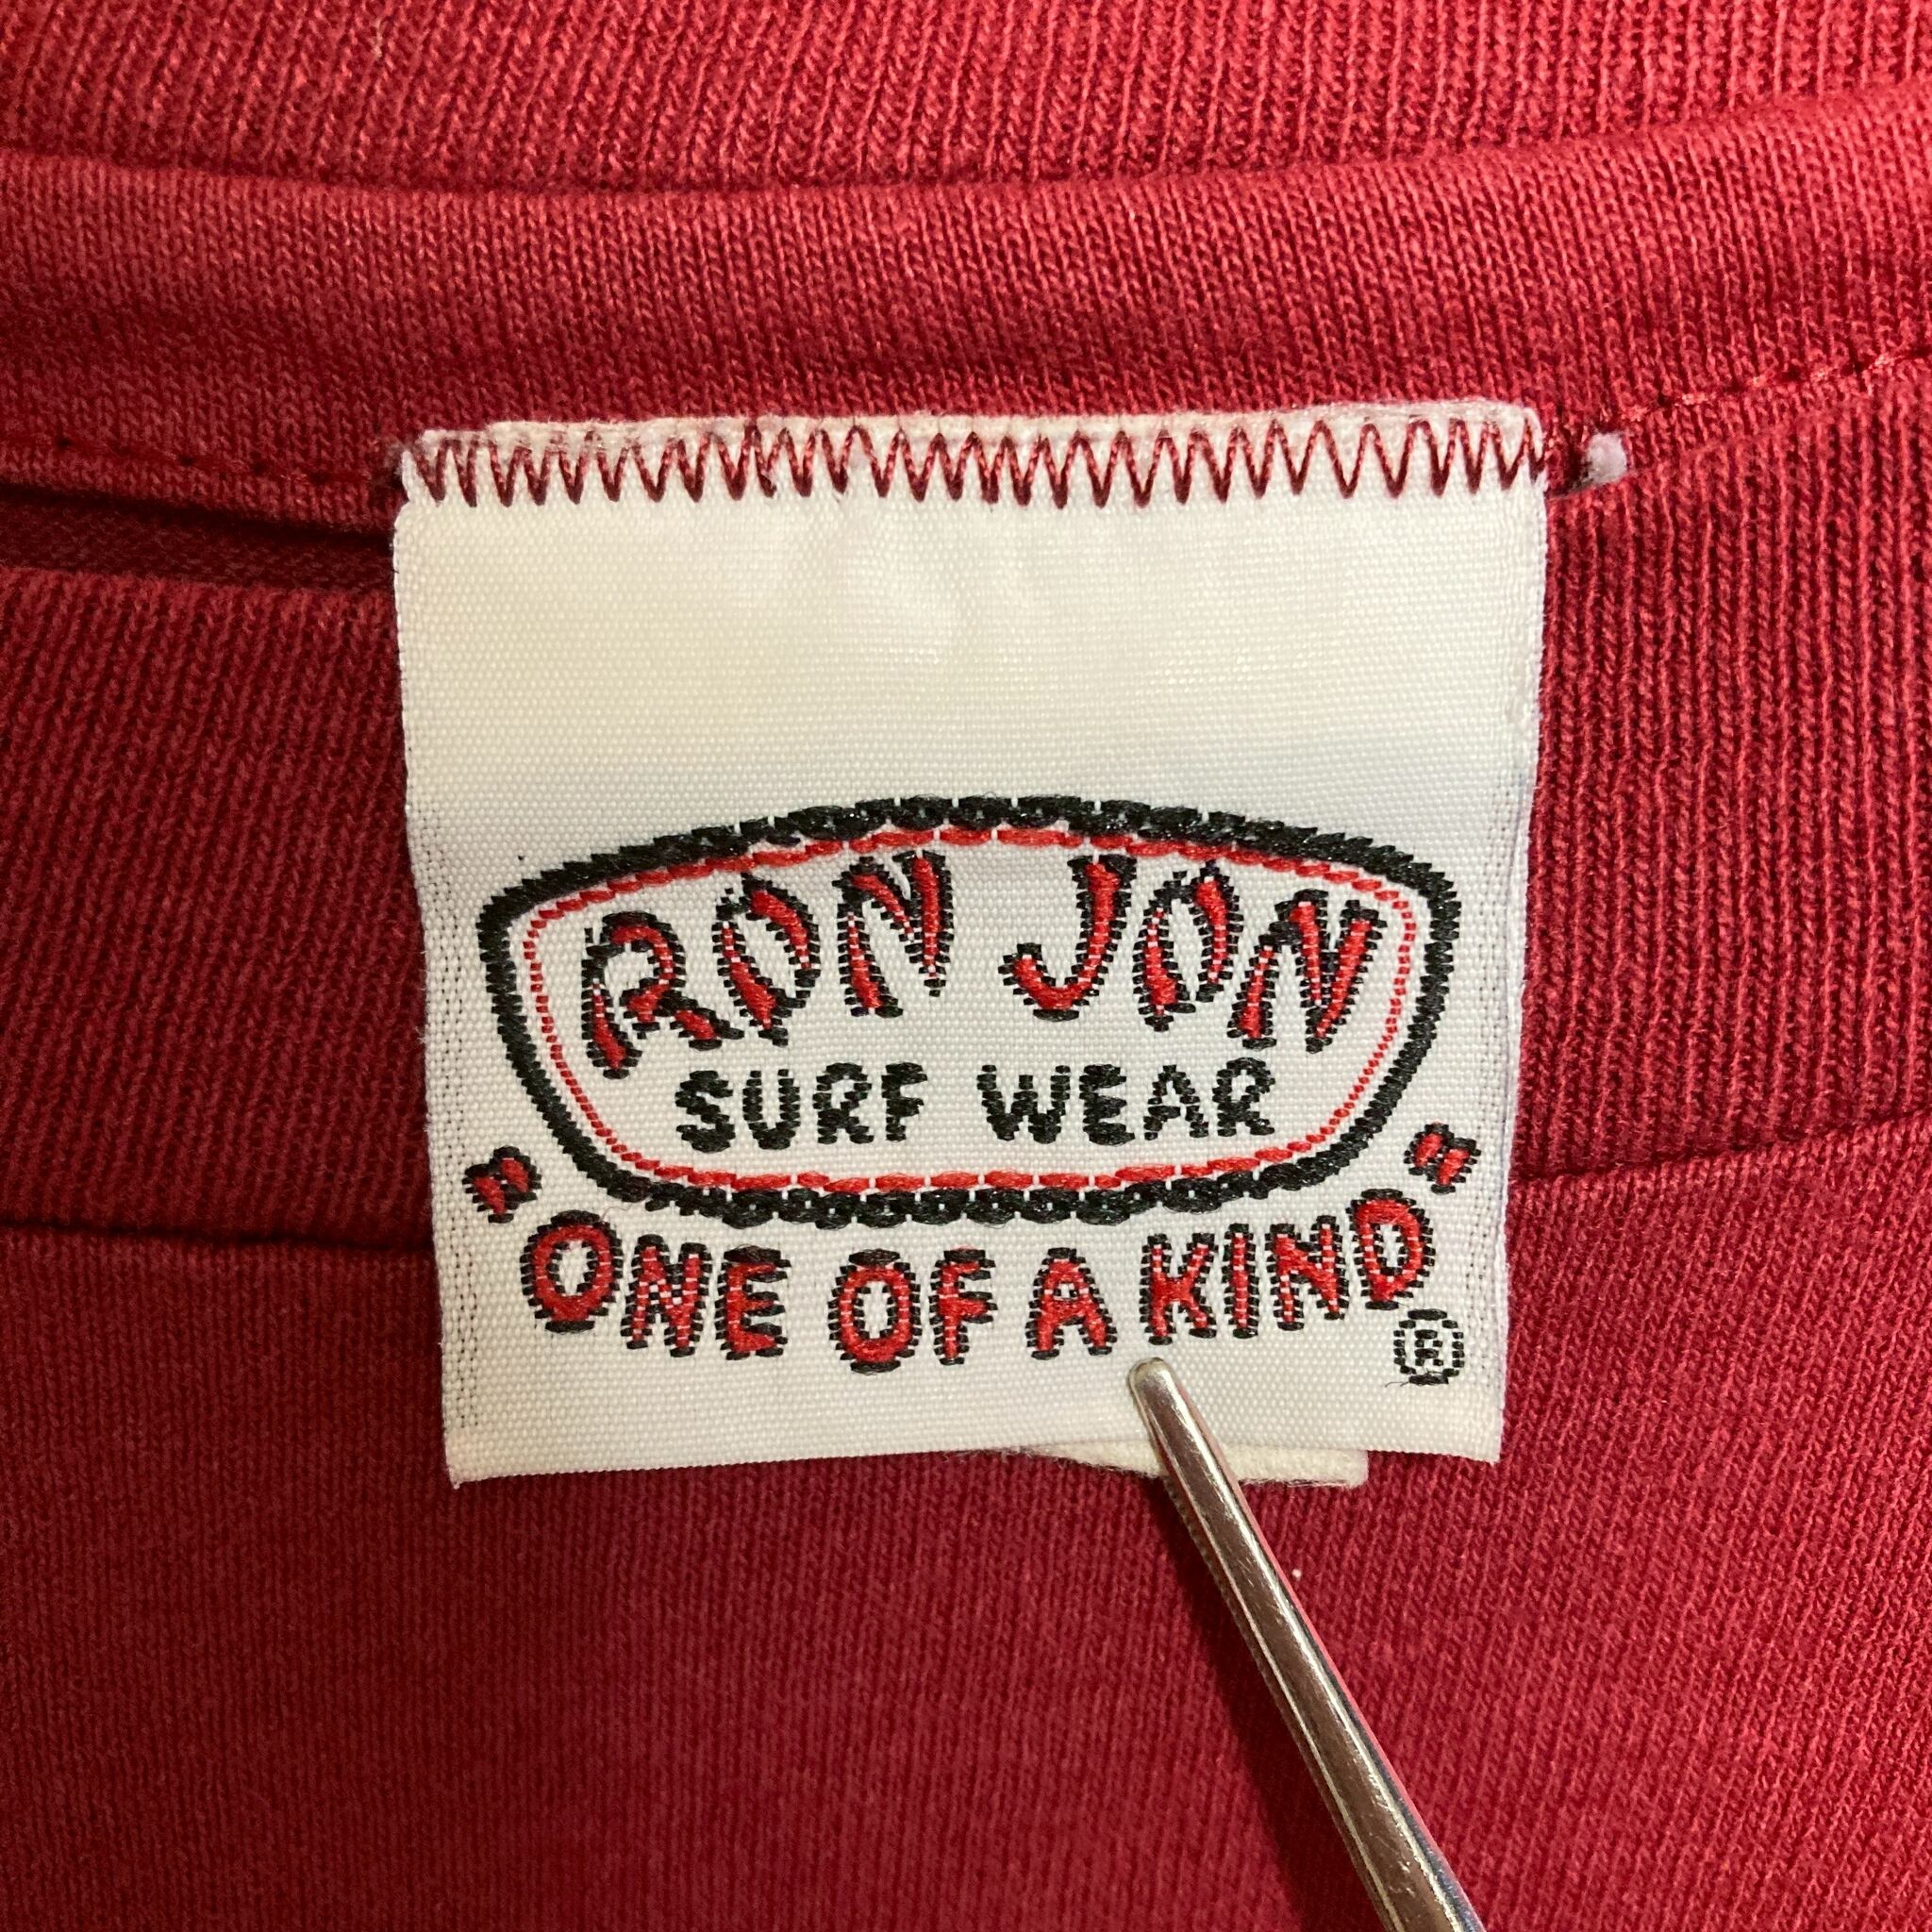 RON JON
SURF WEAR
"ONE OF A KIND"
®